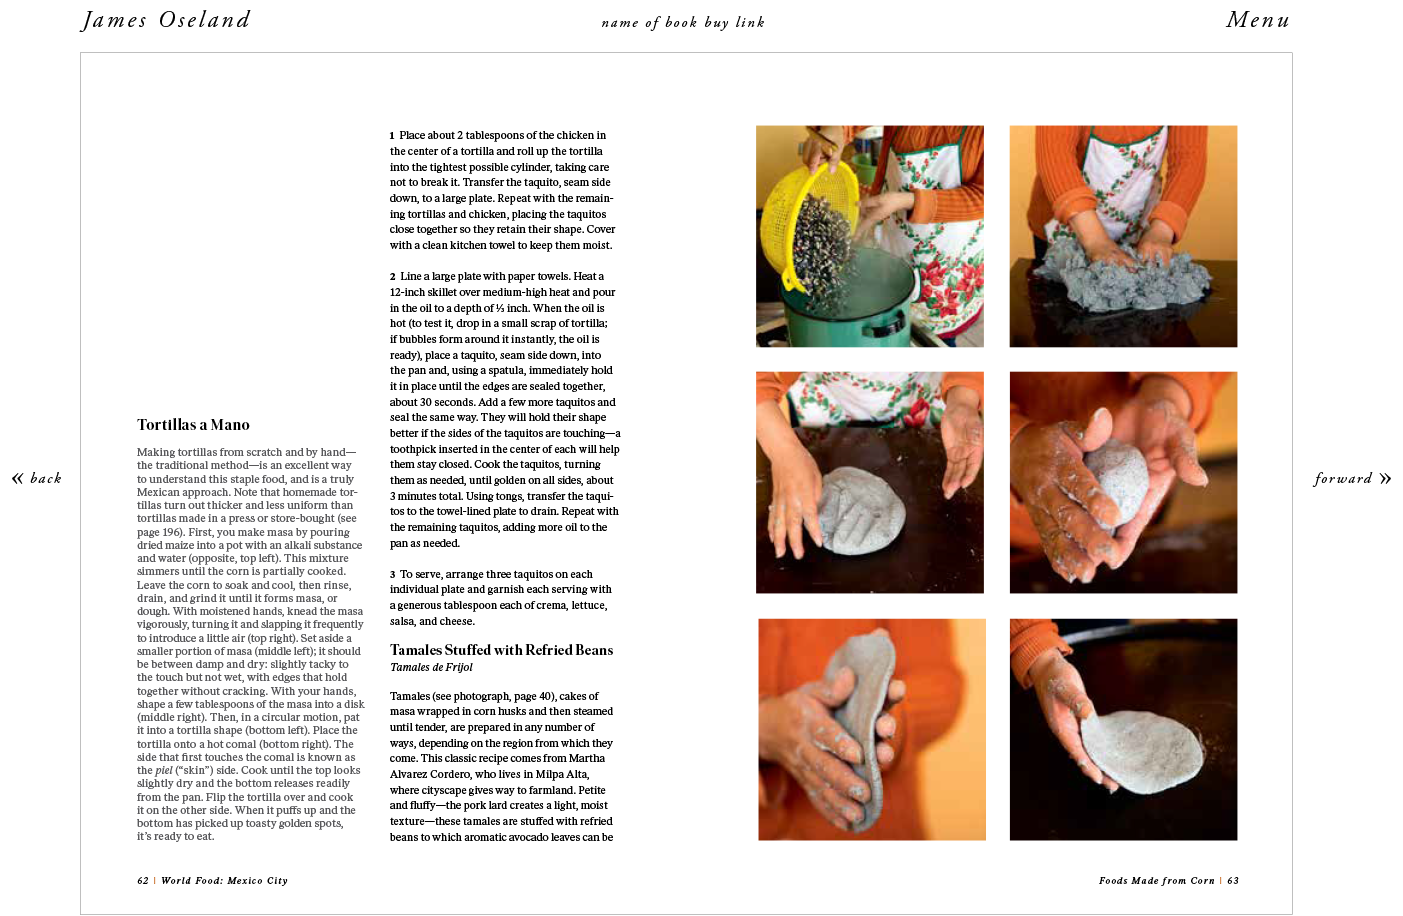 James Oseland
name of book buy link
Menu
« back
forward »
Tortillas a Mano
Making tortillas from scratch and by hand—
the traditional method—is an excellent way
to understand this staple food, and is a truly
Mexican approach. Note that homemade tor-
tillas turn out thicker and less uniform than
tortillas made in a press or store-bought (see
page 196). First, you make masa by pouring
dried maize into a pot with an alkali substance
and water (opposite, top left). This mixture
simmers until the corn is partially cooked.
Leave the corn to soak and cool, then rinse,
drain, and grind it until it forms masa, or
dough. With moistened hands, knead the masa
vigorously, turning it and slapping it frequently
to introduce a little air (top right). Set aside a
smaller portion of masa (middle left); it should
be between damp and dry: slightly tacky to
the touch but not wet, with edges that hold
together without cracking. With your hands,
shape a few tablespoons of the masa into a disk
(middle right). Then, in a circular motion, pat
it into a tortilla shape (bottom left). Place the
tortilla onto a hot comal (bottom right). The
side that first touches the comal is known as
the piel (“skin”) side. Cook until the top looks
slightly dry and the bottom releases readily
from the pan. Flip the tortilla over and cook
it on the other side. When it puffs up and the
bottom has picked up toasty golden spots,
it’s ready to eat.
1 Place about 2 tablespoons of the chicken in
the center of a tortilla and roll up the tortilla
into the tightest possible cylinder, taking care
not to break it. Transfer the taquito, seam side
down, to a large plate. Repeat with the remain-
ing tortillas and chicken, placing the taquitos
close together so they retain their shape. Cover
with a clean kitchen towel to keep them moist.
2 Line a large plate with paper towels. Heat a
12-inch skillet over medium-high heat and pour
in the oil to a depth of ⅓ inch. When the oil is
hot (to test it, drop in a small scrap of tortilla;
if bubbles form around it instantly, the oil is
ready), place a taquito, seam side down, into
the pan and, using a spatula, immediately hold
it in place until the edges are sealed together,
about 30 seconds. Add a few more taquitos and
seal the same way. They will hold their shape
better if the sides of the taquitos are touching—a
toothpick inserted in the center of each will help
them stay closed. Cook the taquitos, turning
them as needed, until golden on all sides, about
3 minutes total. Using tongs, transfer the taqui-
tos to the towel-lined plate to drain. Repeat with
the remaining taquitos, adding more oil to the
pan as needed.
3 To serve, arrange three taquitos on each
individual plate and garnish each serving with
a generous tablespoon each of crema, lettuce,
salsa, and cheese.
Tamales Stuffed with Refried Beans
Tamales de Frijol
Tamales (see photograph, page 40), cakes of
masa wrapped in corn husks and then steamed
until tender, are prepared in any number of
ways, depending on the region from which they
come. This classic recipe comes from Martha
Alvarez Cordero, who lives in Milpa Alta,
where cityscape gives way to farmland. Petite
and fluffy—the pork lard creates a light, moist
texture—these tamales are stuffed with refried
beans to which aromatic avocado leaves can be
62 | World Food: Mexico City
Foods Made from Corn | 63